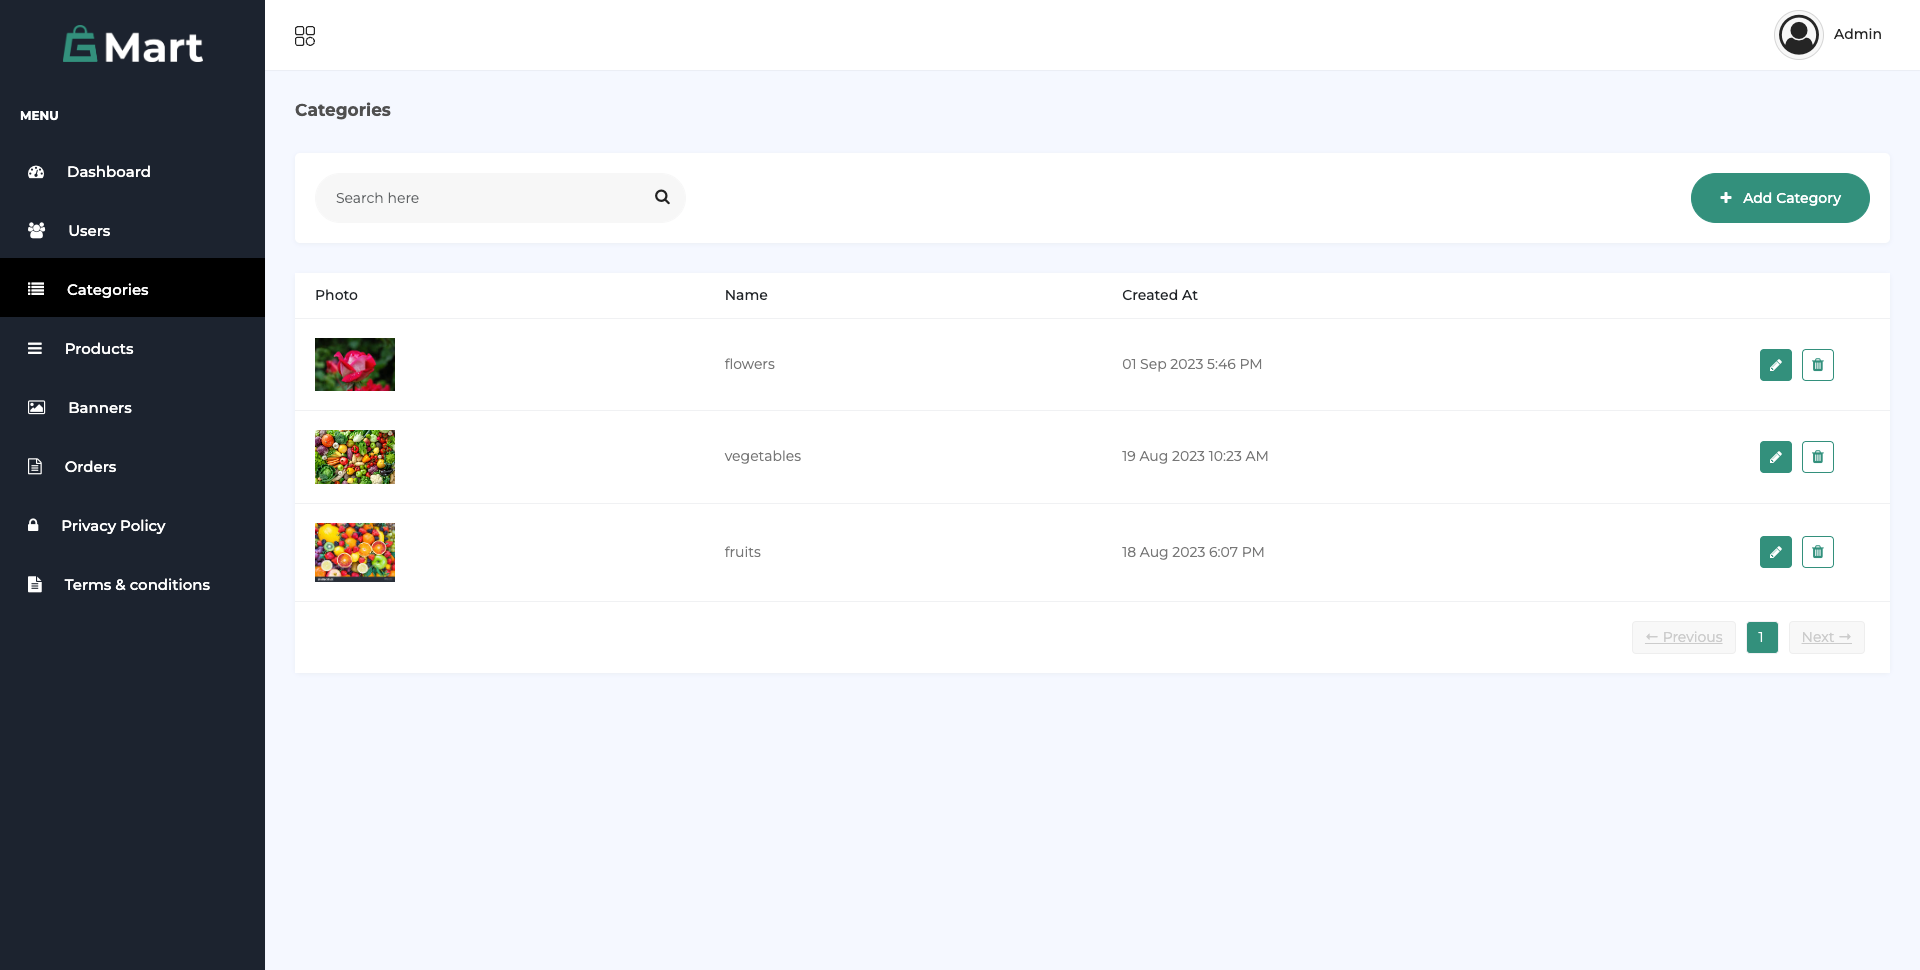 Mart
Admin
MENU
Dashboard
Users
Categories
Products
Banners
Orders
Privacy Policy
Terms & conditions
Categories
Search here
Add Category
Photo Name Created At
flowers 01 Sep 2023 5:46 PM
vegetables 19 Aug 2023 10:23 AM
fruits 18 Aug 2023 6:07 PM
← Previous 1 Next →